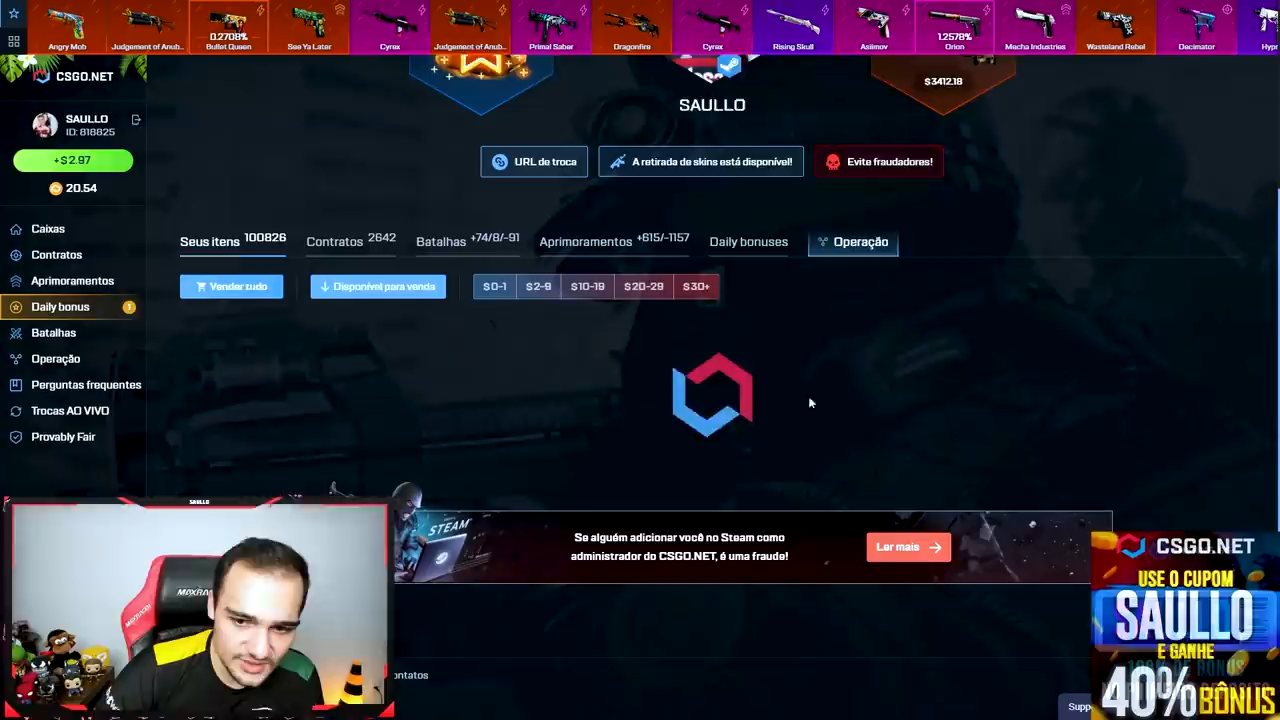 Angry Mob
Judgement of Anub...
0.2708%
Bullet Queen
See Ya Later
Cyrex
Judgement of Anub...
Primal Saber
Dragonfire
Cyrex
Rising Skull
Asiimov
1.2578%
Orion
Mecha Industries
Wasteland Rebel
Decimator
Hyp
CSGO.NET
SAULLO
ID: 818825
+$2.97
20.54
Caixas
Contratos
Aprimoramentos
Daily bonus 1
Batalhas
Operação
Perguntas frequentes
Trocas AO VIVO
Provably Fair
$3412.18
SAULLO
URL de troca
A retirada de skins está disponível!
Evite fraudadores!
Seus itens 100826
Contratos 2642
Batalhas +74/8/-91
Aprimoramentos +615/-1157
Daily bonuses
Operação
Vender tudo
Disponível para venda
$0-1
$2-9
$10-19
$20-29
$30+
STEAM
Se alguém adicionar você no Steam como
administrador do CSGO.NET, é uma fraude!
Ler mais
SAULLO
MAXRA
ontatos
Supp
CSGO.NET
USE O CUPOM
SAULLO
E GANHE
40% BÔNUS